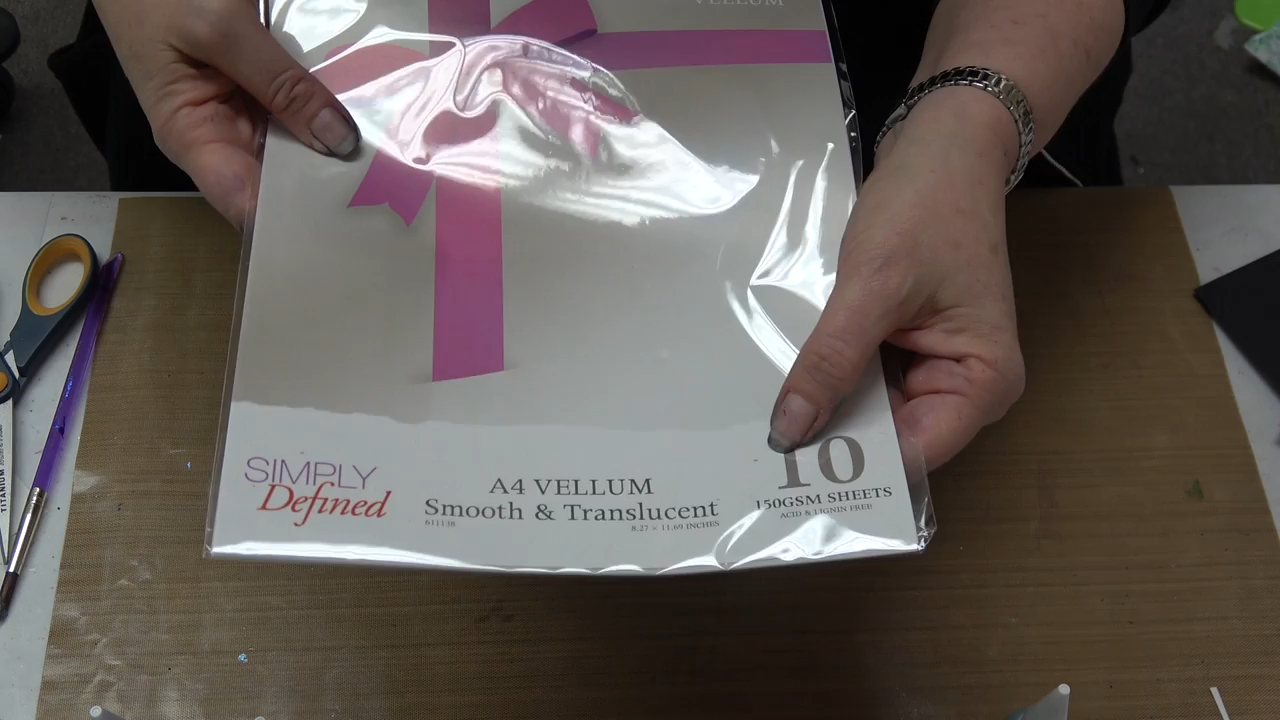 VELLUM
SIMPLY
Defined
A4 VELLUM
Smooth & Translucent
611138
8.27 × 11.69 INCHES
10
150GSM SHEETS
ACID & LIGNIN FREE
TITANIUM